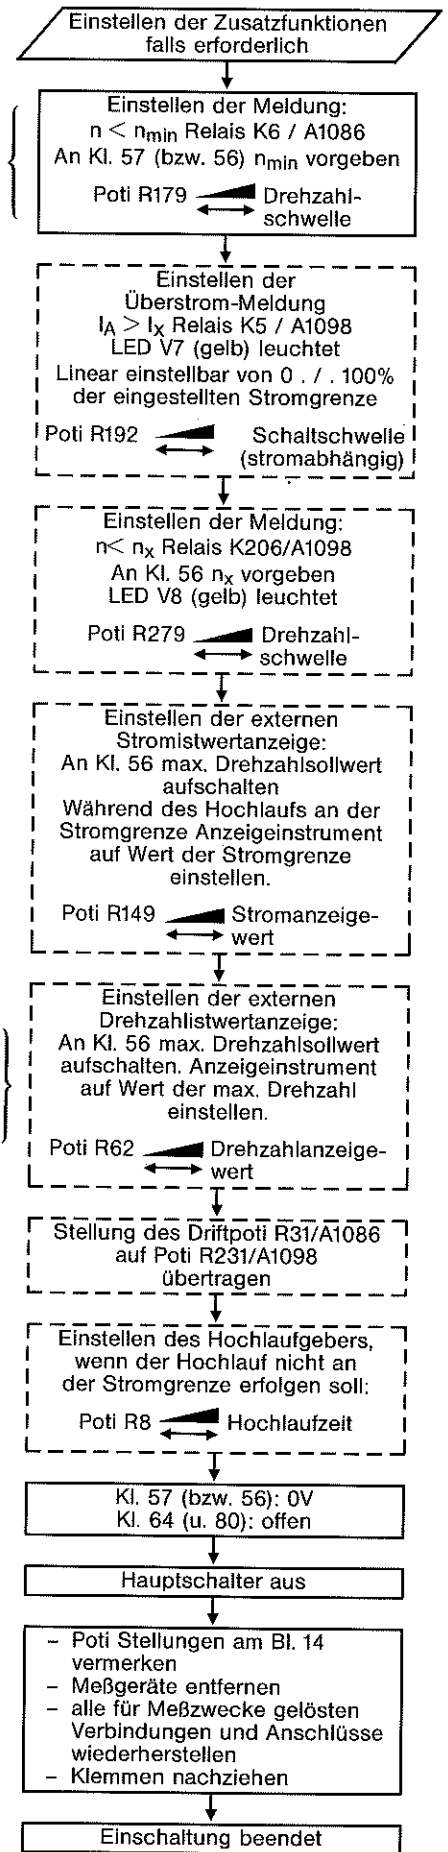 Einstellen der Zusatzfunktionen
falls erforderlich
Einstellen der Meldung:
n < nmin Relais K6 / A1086
An Kl. 57 (bzw. 56) nmin vorgeben
Poti R179 Drehzahl-
schwelle
Einstellen der
Überstrom-Meldung
IA > IX Relais K5 / A1098
LED V7 (gelb) leuchtet
Linear einstellbar von 0 . / . 100%
der eingestellten Stromgrenze
Poti R192 Schaltschwelle
(stromabhängig)
Einstellen der Meldung:
n< nx Relais K206/A1098
An Kl. 56 nx vorgeben
LED V8 (gelb) leuchtet
Poti R279 Drehzahl-
schwelle
Einstellen der externen
Stromistwertanzeige:
An Kl. 56 max. Drehzahlsollwert
aufschalten
Während des Hochlaufs an der
Stromgrenze Anzeigeinstrument
auf Wert der Stromgrenze
einstellen.
Poti R149 Stromanzeige-
wert
Einstellen der externen
Drehzahlistwertanzeige:
An Kl. 56 max. Drehzahlsollwert
aufschalten. Anzeigeinstrument
auf Wert der max. Drehzahl
einstellen.
Poti R62 Drehzahlanzeige-
wert
Stellung des Driftpoti R31/A1086
auf Poti R231/A1098
übertragen
Einstellen des Hochlaufgebers,
wenn der Hochlauf nicht an
der Stromgrenze erfolgen soll:
Poti R8 Hochlaufzeit
Kl. 57 (bzw. 56): 0V
Kl. 64 (u. 80): offen
Hauptschalter aus
– Poti Stellungen am Bl. 14
vermerken
– Meßgeräte entfernen
– alle für Meßzwecke gelösten
Verbindungen und Anschlüsse
wiederherstellen
– Klemmen nachziehen
Einschaltung beendet